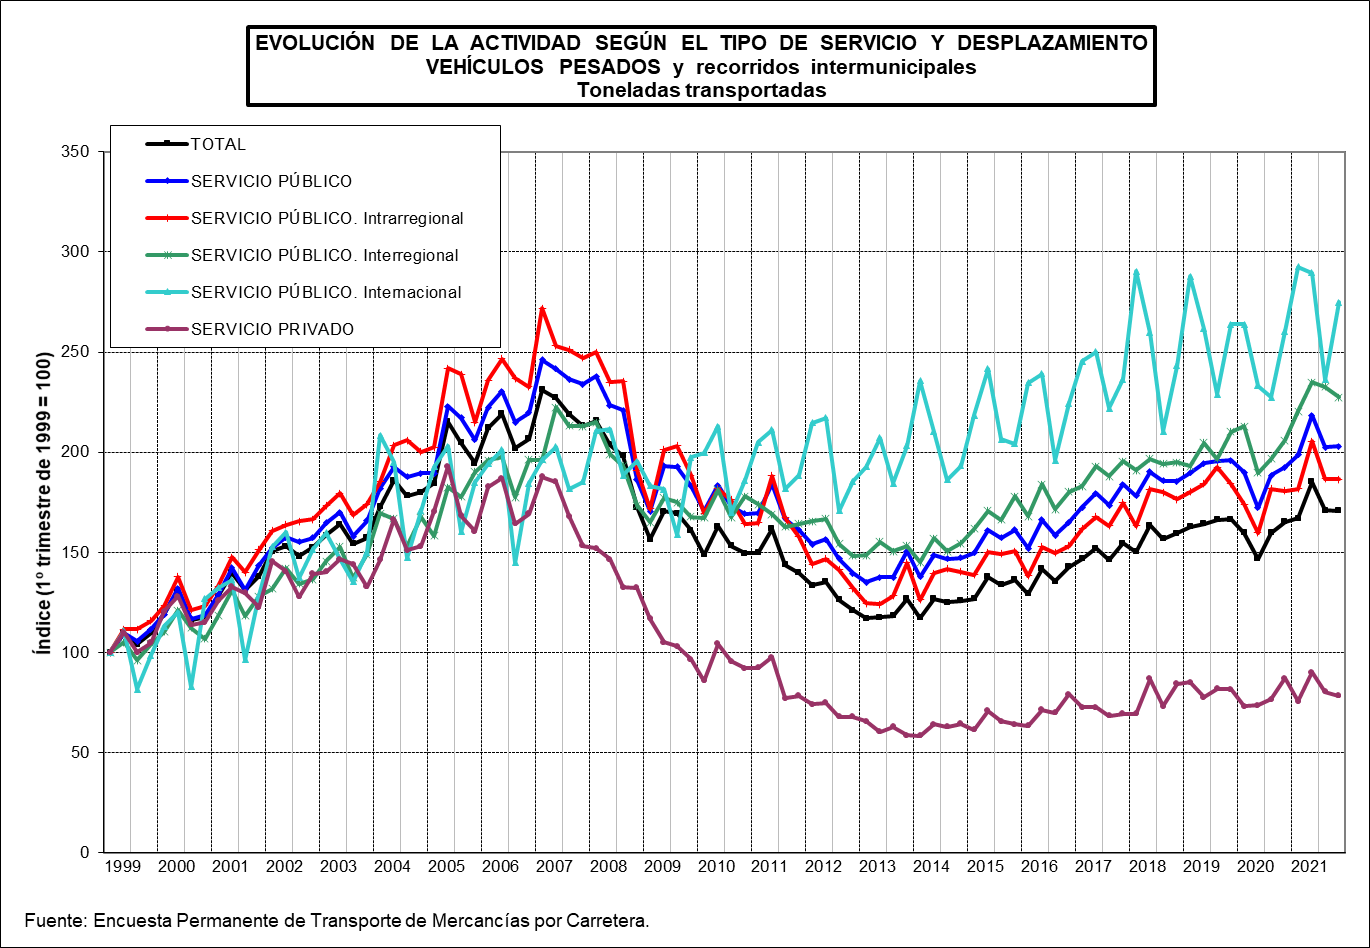 EVOLUCIÓN DE LA ACTIVIDAD SEGÚN EL TIPO DE SERVICIO Y DESPLAZAMIENTO
VEHÍCULOS PESADOS y recorridos intermunicipales
Toneladas transportadas
TOTAL
SERVICIO PÚBLICO
SERVICIO PÚBLICO. Intrarregional
SERVICIO PÚBLICO. Interregional
SERVICIO PÚBLICO. Internacional
SERVICIO PRIVADO
Índice (1º trimestre de 1999 = 100)
350
300
250
200
150
100
50
0
1999 2000 2001 2002 2003 2004 2005 2006 2007 2008 2009 2010 2011 2012 2013 2014 2015 2016 2017 2018 2019 2020 2021
Fuente: Encuesta Permanente de Transporte de Mercancías por Carretera.